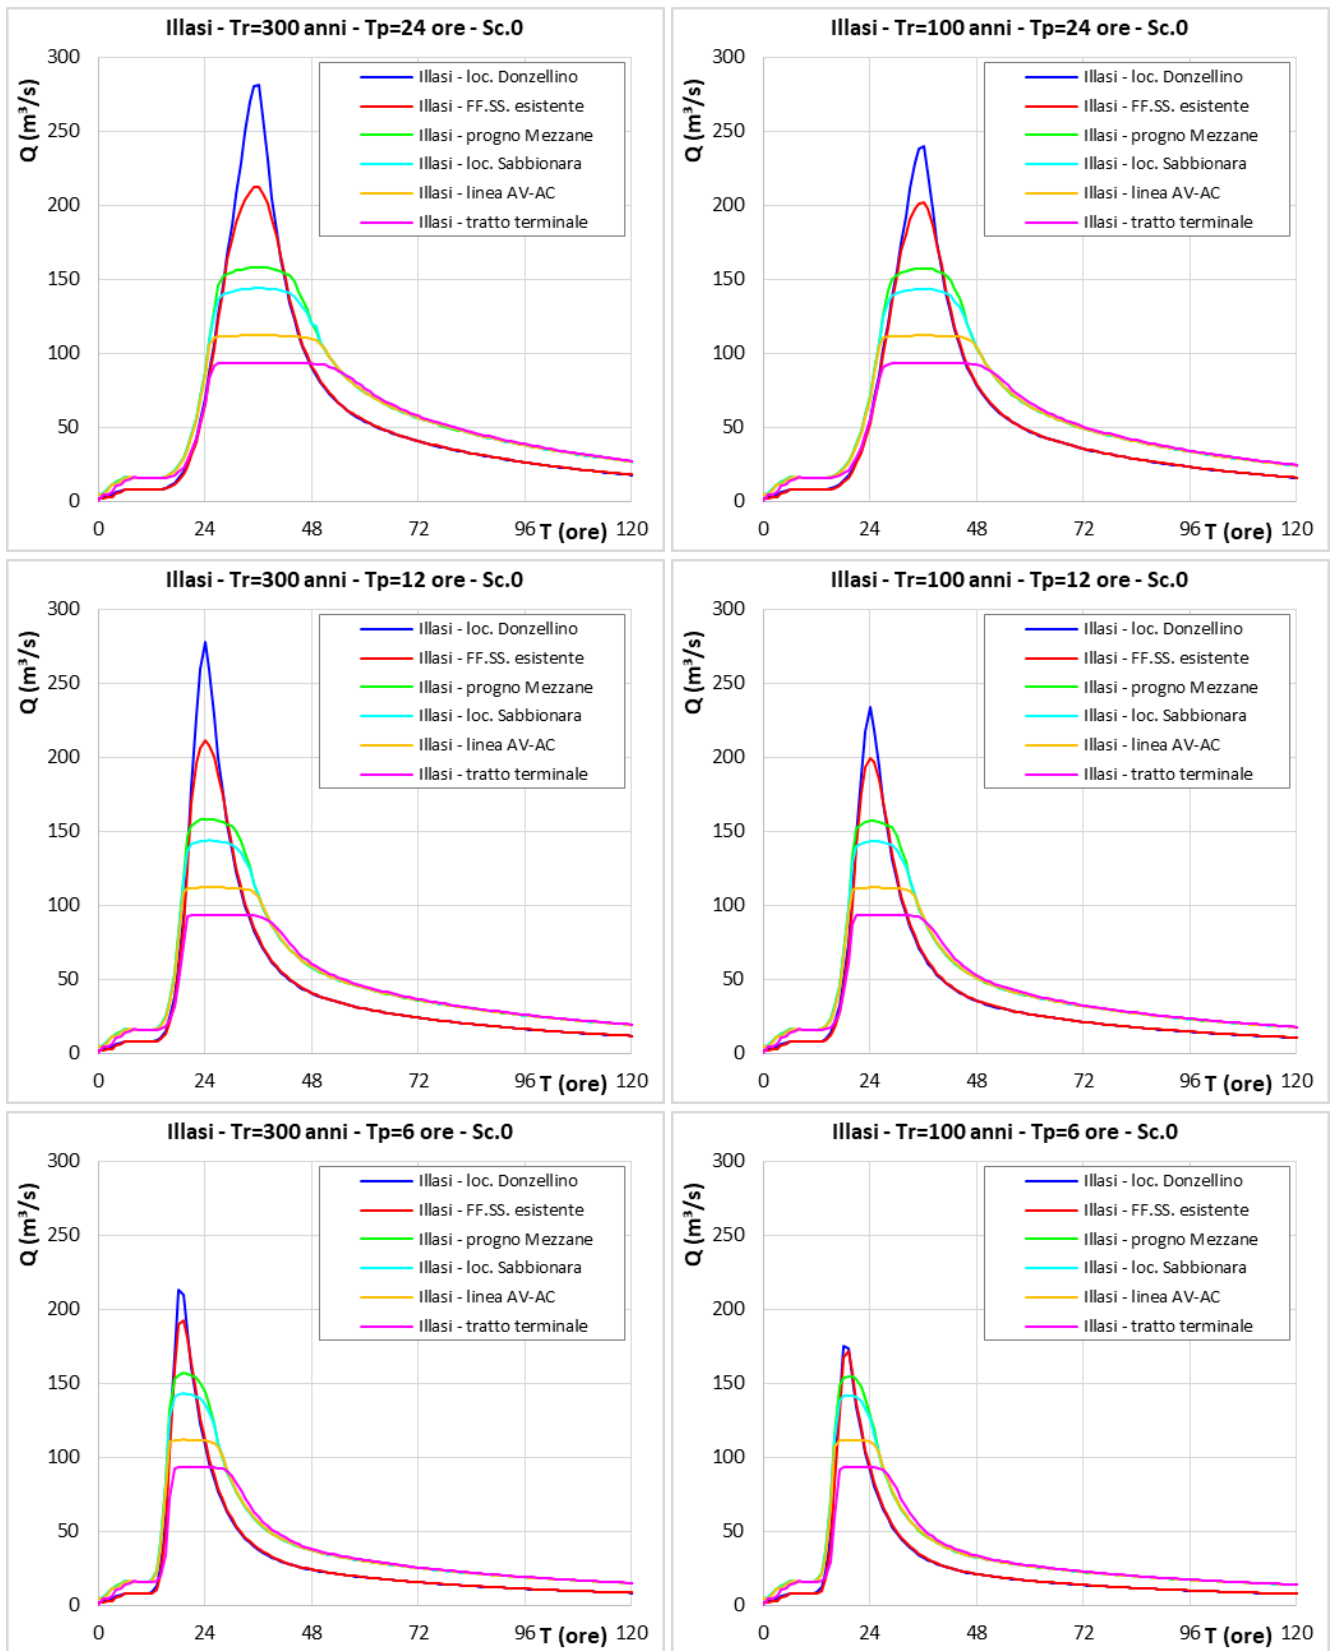 Illasi - Tr=300 anni - Tp=24 ore - Sc.0
Q (m³/s)
300
250
200
150
100
50
0
0 24 48 72 96 T (ore) 120
Illasi - loc. Donzellino
Illasi - FF.SS. esistente
Illasi - progno Mezzane
Illasi - loc. Sabbionara
Illasi - linea AV-AC
Illasi - tratto terminale
Illasi - Tr=100 anni - Tp=24 ore - Sc.0
Q (m³/s)
300
250
200
150
100
50
0
0 24 48 72 96 T (ore) 120
Illasi - loc. Donzellino
Illasi - FF.SS. esistente
Illasi - progno Mezzane
Illasi - loc. Sabbionara
Illasi - linea AV-AC
Illasi - tratto terminale
Illasi - Tr=300 anni - Tp=12 ore - Sc.0
Q (m³/s)
300
250
200
150
100
50
0
0 24 48 72 96 T (ore) 120
Illasi - loc. Donzellino
Illasi - FF.SS. esistente
Illasi - progno Mezzane
Illasi - loc. Sabbionara
Illasi - linea AV-AC
Illasi - tratto terminale
Illasi - Tr=100 anni - Tp=12 ore - Sc.0
Q (m³/s)
300
250
200
150
100
50
0
0 24 48 72 96 T (ore) 120
Illasi - loc. Donzellino
Illasi - FF.SS. esistente
Illasi - progno Mezzane
Illasi - loc. Sabbionara
Illasi - linea AV-AC
Illasi - tratto terminale
Illasi - Tr=300 anni - Tp=6 ore - Sc.0
Q (m³/s)
300
250
200
150
100
50
0
0 24 48 72 96 T (ore) 120
Illasi - loc. Donzellino
Illasi - FF.SS. esistente
Illasi - progno Mezzane
Illasi - loc. Sabbionara
Illasi - linea AV-AC
Illasi - tratto terminale
Illasi - Tr=100 anni - Tp=6 ore - Sc.0
Q (m³/s)
300
250
200
150
100
50
0
0 24 48 72 96 T (ore) 120
Illasi - loc. Donzellino
Illasi - FF.SS. esistente
Illasi - progno Mezzane
Illasi - loc. Sabbionara
Illasi - linea AV-AC
Illasi - tratto terminale